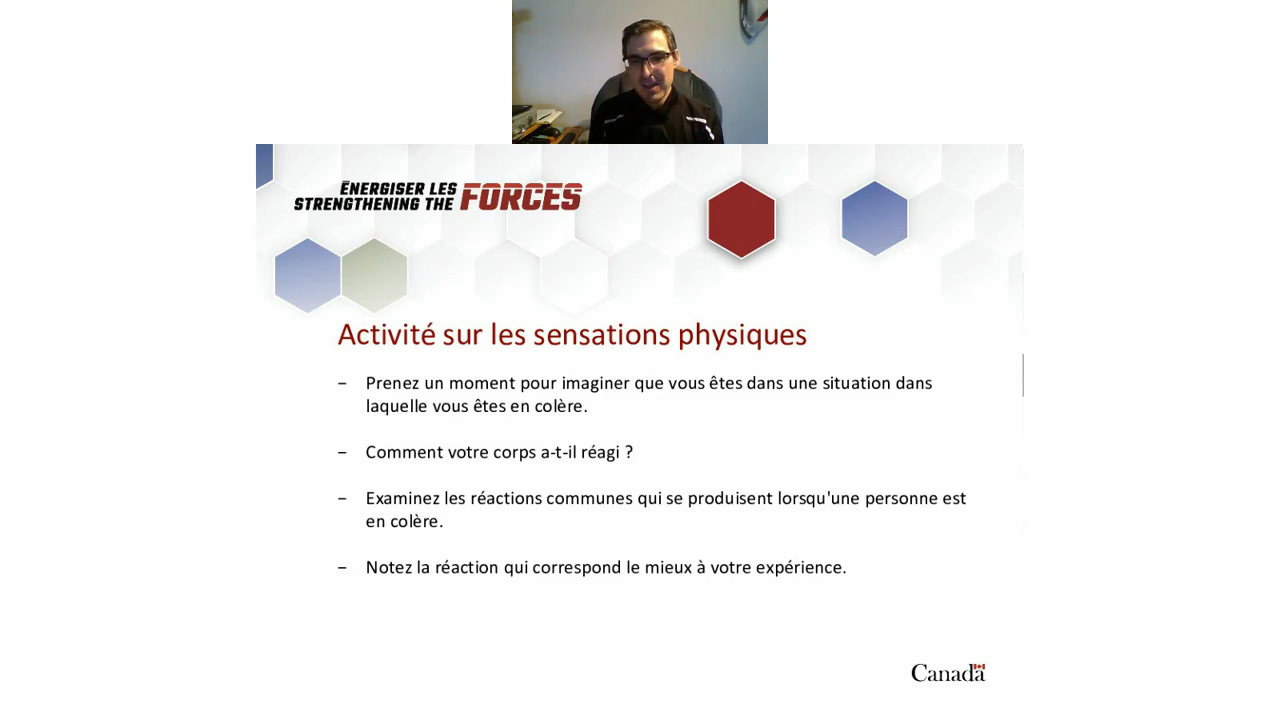 ÉNERGISER LES
STRENGTHENING THE FORCES
Activité sur les sensations physiques
− Prenez un moment pour imaginer que vous êtes dans une situation dans
laquelle vous êtes en colère.
− Comment votre corps a-t-il réagi ?
− Examinez les réactions communes qui se produisent lorsqu'une personne est
en colère.
− Notez la réaction qui correspond le mieux à votre expérience.
Canada